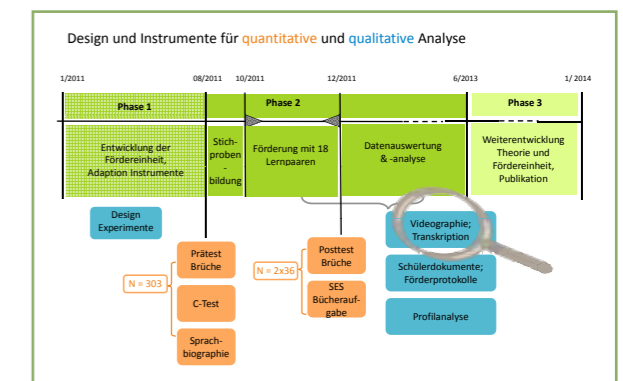 Design und Instrumente für quantitative und qualitative Analyse
1/2011
08/2011
10/2011
12/2011
6/2013
1/ 2014
Phase 1
Phase 2
Phase 3
Entwicklung der
Fördereinheit,
Adaption Instrumente
Stich-
proben
-
bildung
Förderung mit 18
Lernpaaren
Datenauswertung
& -analyse
Weiterentwicklung
Theorie und
Fördereinheit,
Publikation
Design
Experimente
Prätest
Brüche
N = 303
C-Test
Sprach-
biographie
Posttest
Brüche
N = 2x36
SES
Bücherauf-
gabe
Videographie;
Transkription
Schülerdokumente;
Förderprotokolle
Profilanalyse